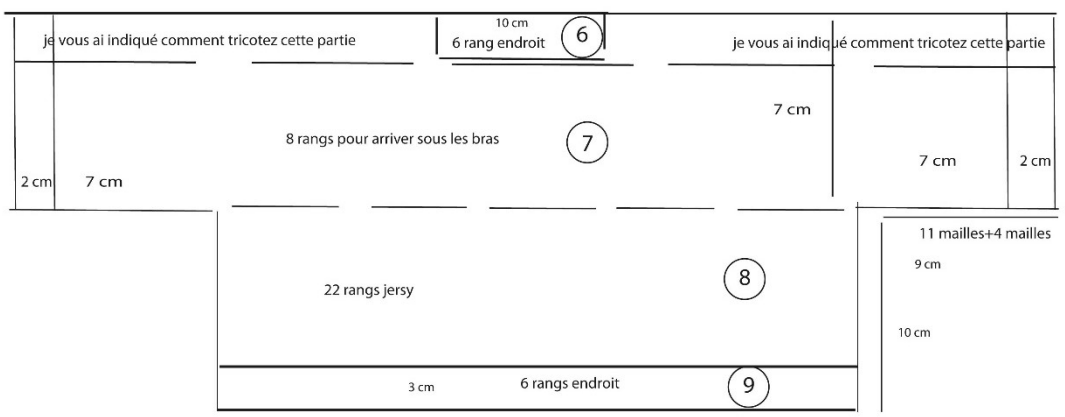 10 cm
je vous ai indiqué comment tricotez cette partie
6 rang endroit
6
je vous ai indiqué comment tricotez cette partie
7 cm
8 rangs pour arriver sous les bras
7
7 cm
2 cm
2 cm
7 cm
11 mailles+4 mailles
9 cm
8
22 rangs jersy
10 cm
3 cm
6 rangs endroit
9